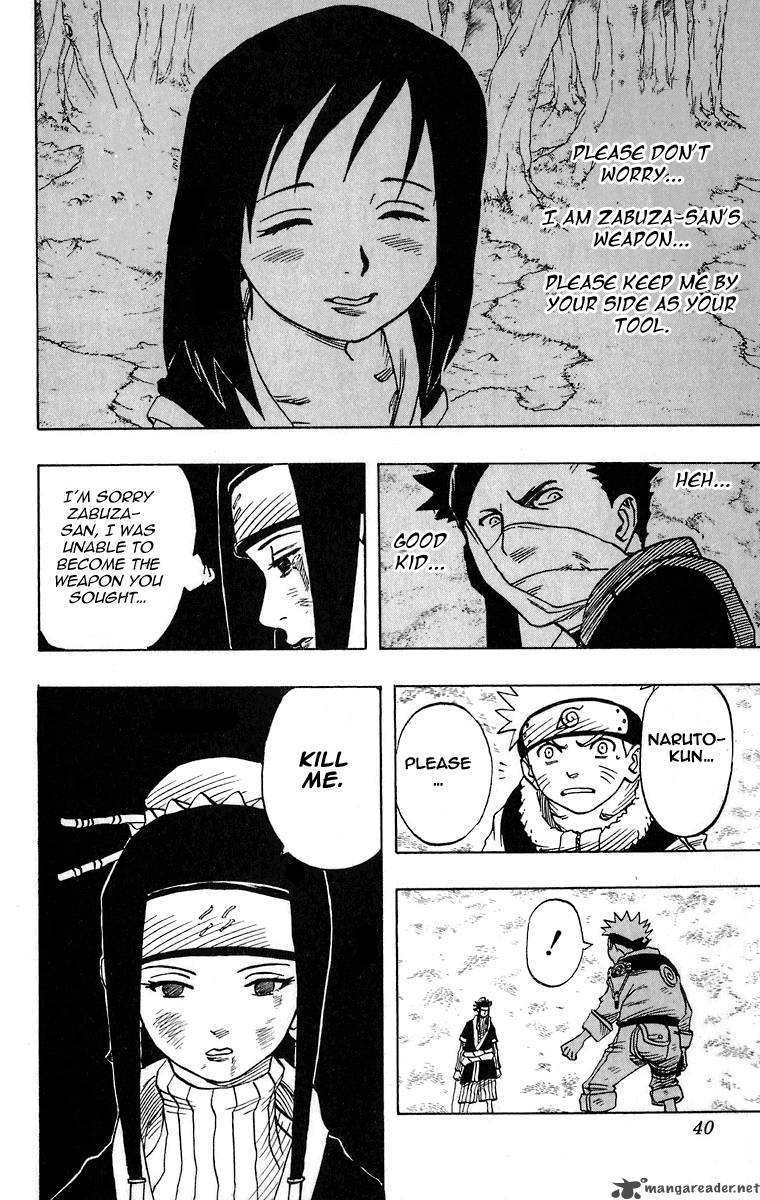 PLEASE DON'T
WORRY...
I AM ZABUZA-SAN'S
WEAPON...
PLEASE KEEP ME BY
YOUR SIDE AS YOUR
TOOL.
HEH...
GOOD
KID...
I'M SORRY
ZABUZA-
SAN, I WAS
UNABLE TO
BECOME THE
WEAPON YOU
SOUGHT...
NARUTO-
KUN...
PLEASE
...
!
KILL
ME.
40
mangareader.net